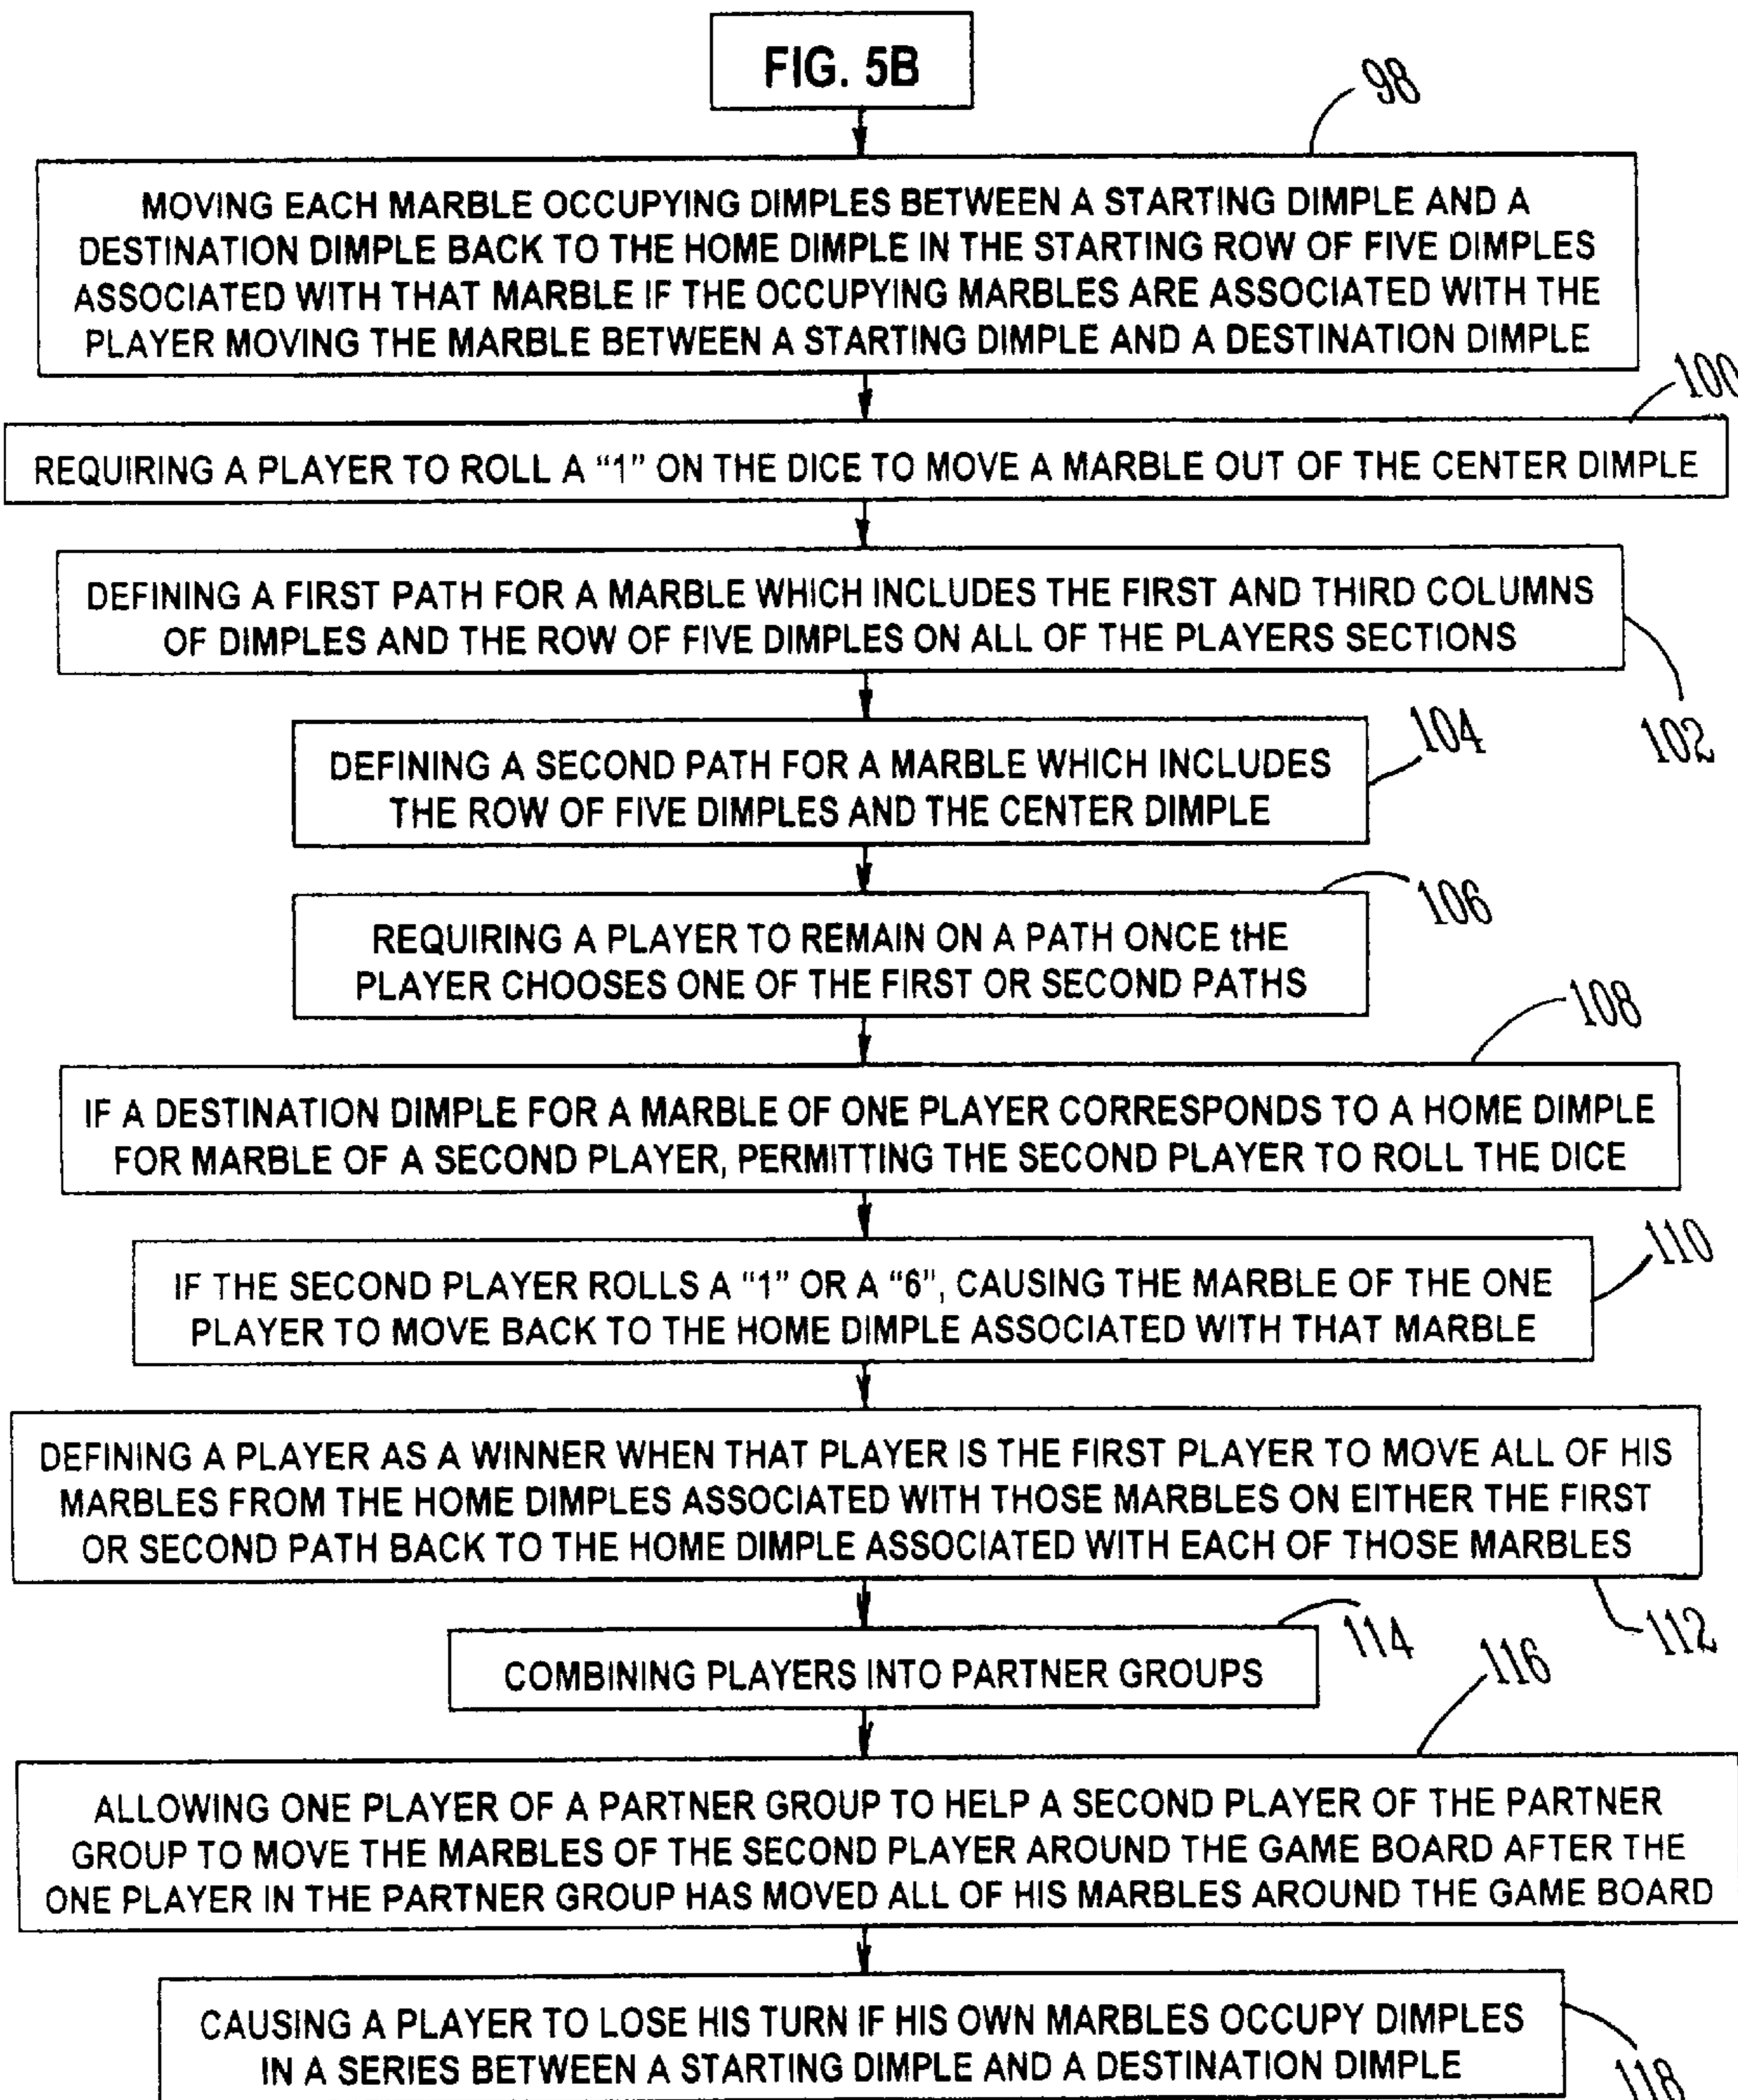 FIG. 5B
98
MOVING EACH MARBLE OCCUPYING DIMPLES BETWEEN A STARTING DIMPLE AND A
DESTINATION DIMPLE BACK TO THE HOME DIMPLE IN THE STARTING ROW OF FIVE DIMPLES
ASSOCIATED WITH THAT MARBLE IF THE OCCUPYING MARBLES ARE ASSOCIATED WITH THE
PLAYER MOVING THE MARBLE BETWEEN A STARTING DIMPLE AND A DESTINATION DIMPLE
100
REQUIRING A PLAYER TO ROLL A “1” ON THE DICE TO MOVE A MARBLE OUT OF THE CENTER DIMPLE
DEFINING A FIRST PATH FOR A MARBLE WHICH INCLUDES THE FIRST AND THIRD COLUMNS
OF DIMPLES AND THE ROW OF FIVE DIMPLES ON ALL OF THE PLAYERS SECTIONS
102
104
DEFINING A SECOND PATH FOR A MARBLE WHICH INCLUDES
THE ROW OF FIVE DIMPLES AND THE CENTER DIMPLE
106
REQUIRING A PLAYER TO REMAIN ON A PATH ONCE tHE
PLAYER CHOOSES ONE OF THE FIRST OR SECOND PATHS
108
IF A DESTINATION DIMPLE FOR A MARBLE OF ONE PLAYER CORRESPONDS TO A HOME DIMPLE
FOR MARBLE OF A SECOND PLAYER, PERMITTING THE SECOND PLAYER TO ROLL THE DICE
110
IF THE SECOND PLAYER ROLLS A “1” OR A “6”, CAUSING THE MARBLE OF THE ONE
PLAYER TO MOVE BACK TO THE HOME DIMPLE ASSOCIATED WITH THAT MARBLE
DEFINING A PLAYER AS A WINNER WHEN THAT PLAYER IS THE FIRST PLAYER TO MOVE ALL OF HIS
MARBLES FROM THE HOME DIMPLES ASSOCIATED WITH THOSE MARBLES ON EITHER THE FIRST
OR SECOND PATH BACK TO THE HOME DIMPLE ASSOCIATED WITH EACH OF THOSE MARBLES
112
114
COMBINING PLAYERS INTO PARTNER GROUPS
116
ALLOWING ONE PLAYER OF A PARTNER GROUP TO HELP A SECOND PLAYER OF THE PARTNER
GROUP TO MOVE THE MARBLES OF THE SECOND PLAYER AROUND THE GAME BOARD AFTER THE
ONE PLAYER IN THE PARTNER GROUP HAS MOVED ALL OF HIS MARBLES AROUND THE GAME BOARD
CAUSING A PLAYER TO LOSE HIS TURN IF HIS OWN MARBLES OCCUPY DIMPLES
IN A SERIES BETWEEN A STARTING DIMPLE AND A DESTINATION DIMPLE
118